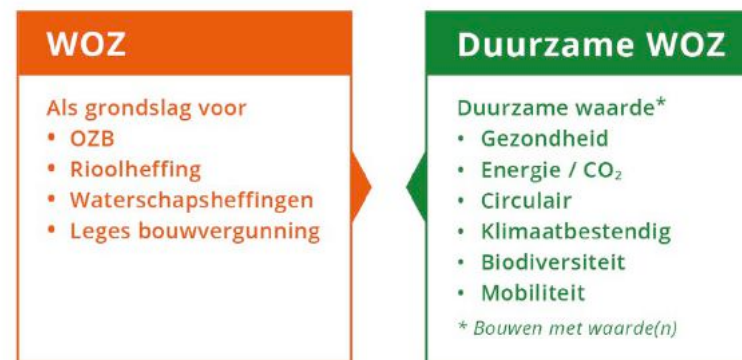 WOZ
Als grondslag voor
• OZB
• Rioolheffing
• Waterschapsheffingen
• Leges bouwvergunning
Duurzame WOZ
Duurzame waarde*
• Gezondheid
• Energie / CO₂
• Circulair
• Klimaatbestendig
• Biodiversiteit
• Mobiliteit
* Bouwen met waarde(n)